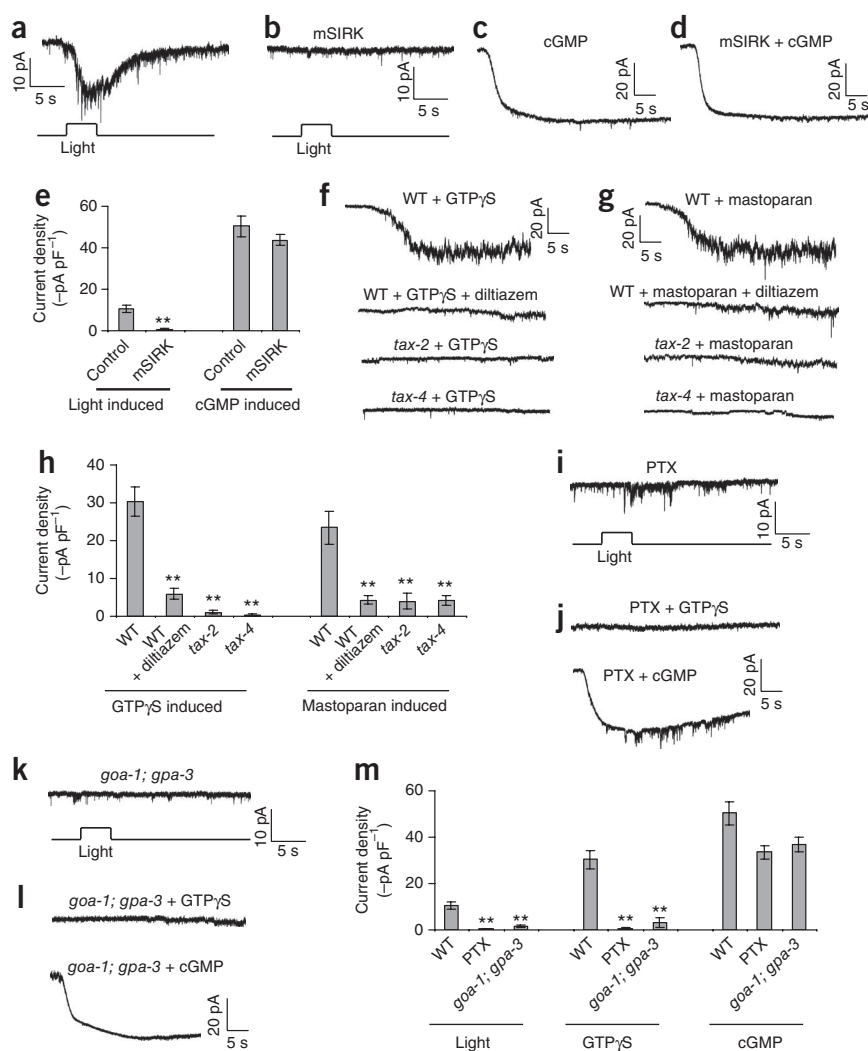 a
10 pA
5 s
Light
b
mSIRK
10 pA
5 s
Light
c
cGMP
20 pA
5 s
d
mSIRK + cGMP
20 pA
5 s
e
Current density
(–pA pF⁻¹)
60
40
20
0
Control
mSIRK
Control
mSIRK
**
Light induced
cGMP induced
f
WT + GTPγS
20 pA
5 s
WT + GTPγS + diltiazem
tax-2 + GTPγS
tax-4 + GTPγS
g
WT + mastoparan
20 pA
5 s
WT + mastoparan + diltiazem
tax-2 + mastoparan
tax-4 + mastoparan
h
Current density
(–pA pF⁻¹)
40
30
20
10
0
** ** **
** ** **
WT
WT
+ diltiazem
tax-2
tax-4
WT
WT
+ diltiazem
tax-2
tax-4
GTPγS induced
Mastoparan induced
i
PTX
10 pA
5 s
Light
j
PTX + GTPγS
PTX + cGMP
20 pA
5 s
k
goa-1; gpa-3
10 pA
5 s
Light
l
goa-1; gpa-3 + GTPγS
goa-1; gpa-3 + cGMP
20 pA
5 s
m
Current density
(–pA pF⁻¹)
60
40
20
0
** **
** **
WT
PTX
goa-1; gpa-3
WT
PTX
goa-1; gpa-3
WT
PTX
goa-1; gpa-3
Light
GTPγS
cGMP